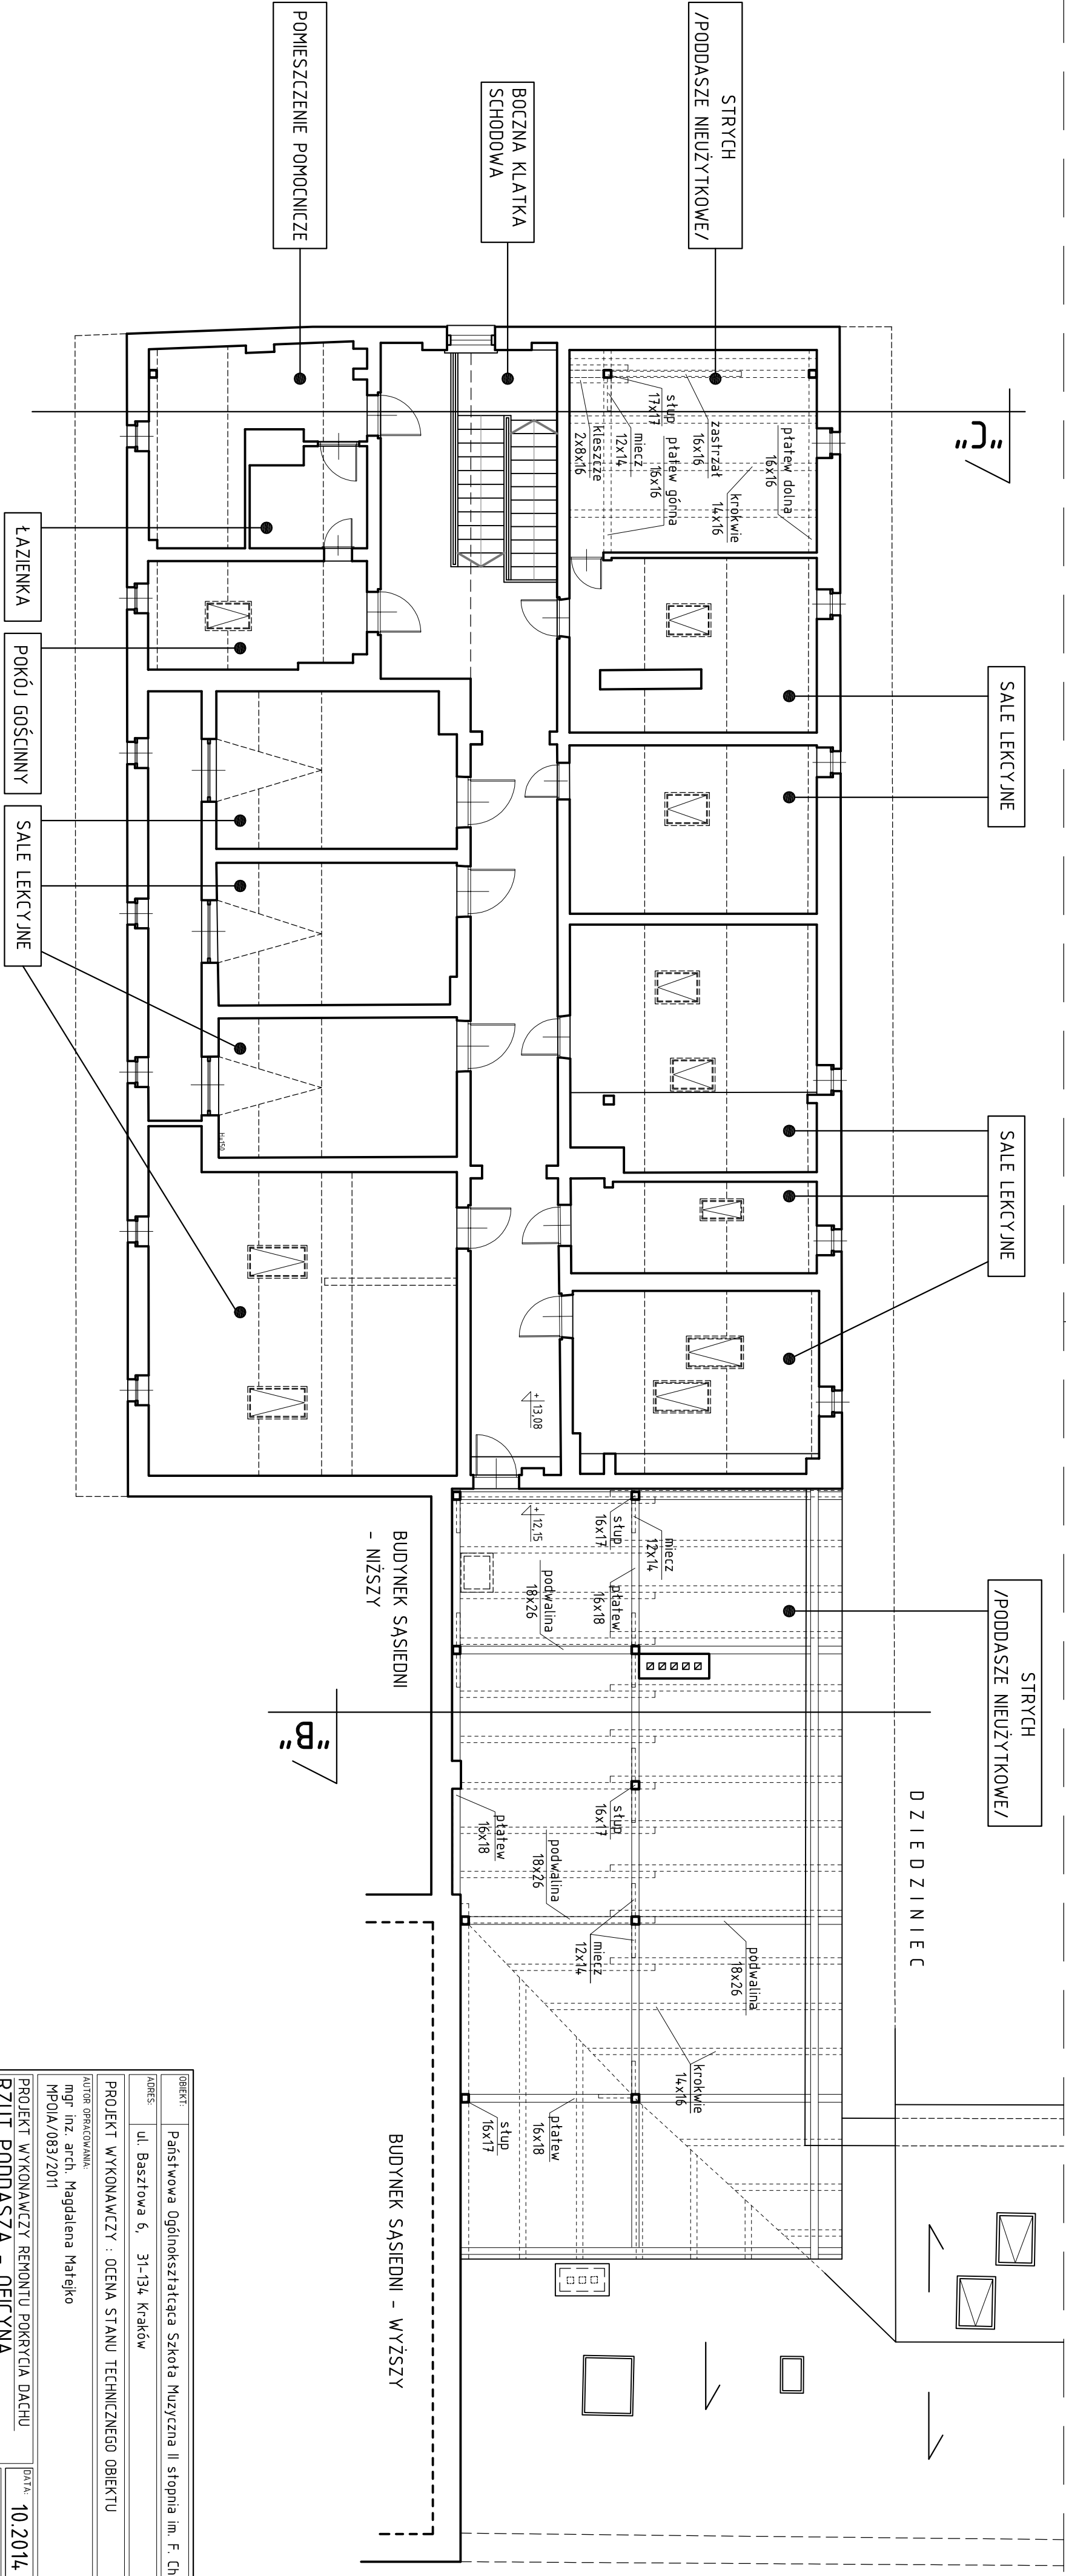 STRYCH
/PODDASZE NIEUŻYTKOWE/
BOCZNA KLATKA
SCHODOWA
POMIESZCZENIE POMOCNICZE
"C"
płatew dolna
16x16
krokwie
14x16
zastrzał
16x16
słup
17x17
płatew górna
16x16
miecz
12x14
kleszcze
2x8x16
ŁAZIENKA
POKÓJ GOŚCINNY
SALE LEKCYJNE
SALE LEKCYJNE
SALE LEKCYJNE
H=150
+ 13,08
+ 12,15
STRYCH
/PODDASZE NIEUŻYTKOWE/
DZIEDZINIEC
miecz
12x14
słup
16x17
płatew
16x18
podwalina
18x26
BUDYNEK SĄSIEDNI
- NIŻSZY
"B"
słup
16x17
płatew
16x18
podwalina
18x26
miecz
12x14
podwalina
18x26
krokwie
14x16
płatew
16x18
słup
16x17
BUDYNEK SĄSIEDNI - WYŻSZY
OBIEKT:
Państwowa Ogólnokształcąca Szkoła Muzyczna II stopnia im. F. Ch
ADRES:
ul. Basztowa 6, 31-134 Kraków
PROJEKT WYKONAWCZY : OCENA STANU TECHNICZNEGO OBIEKTU
AUTOR OPRACOWANIA:
mgr inż. arch. Magdalena Matejko
MPOIA/083/2011
PROJEKT WYKONAWCZY REMONTU POKRYCIA DACHU
RZUT PODDASZA - OFICYNA
DATA:
10.2014